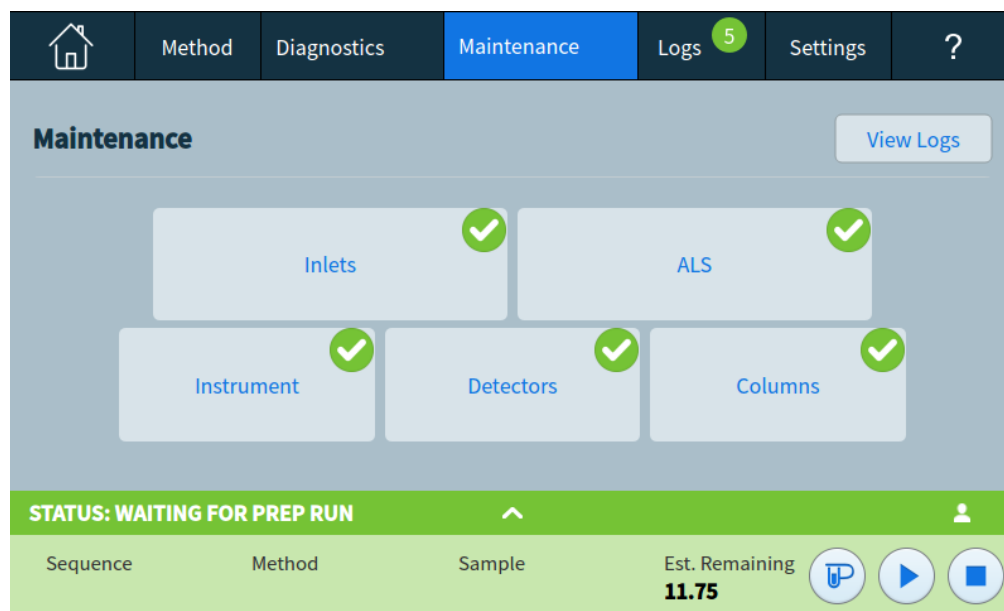 Method Diagnostics Maintenance Logs 5 Settings ?
Maintenance View Logs
Inlets ALS
Instrument Detectors Columns
STATUS: WAITING FOR PREP RUN
Sequence Method Sample Est. Remaining
11.75